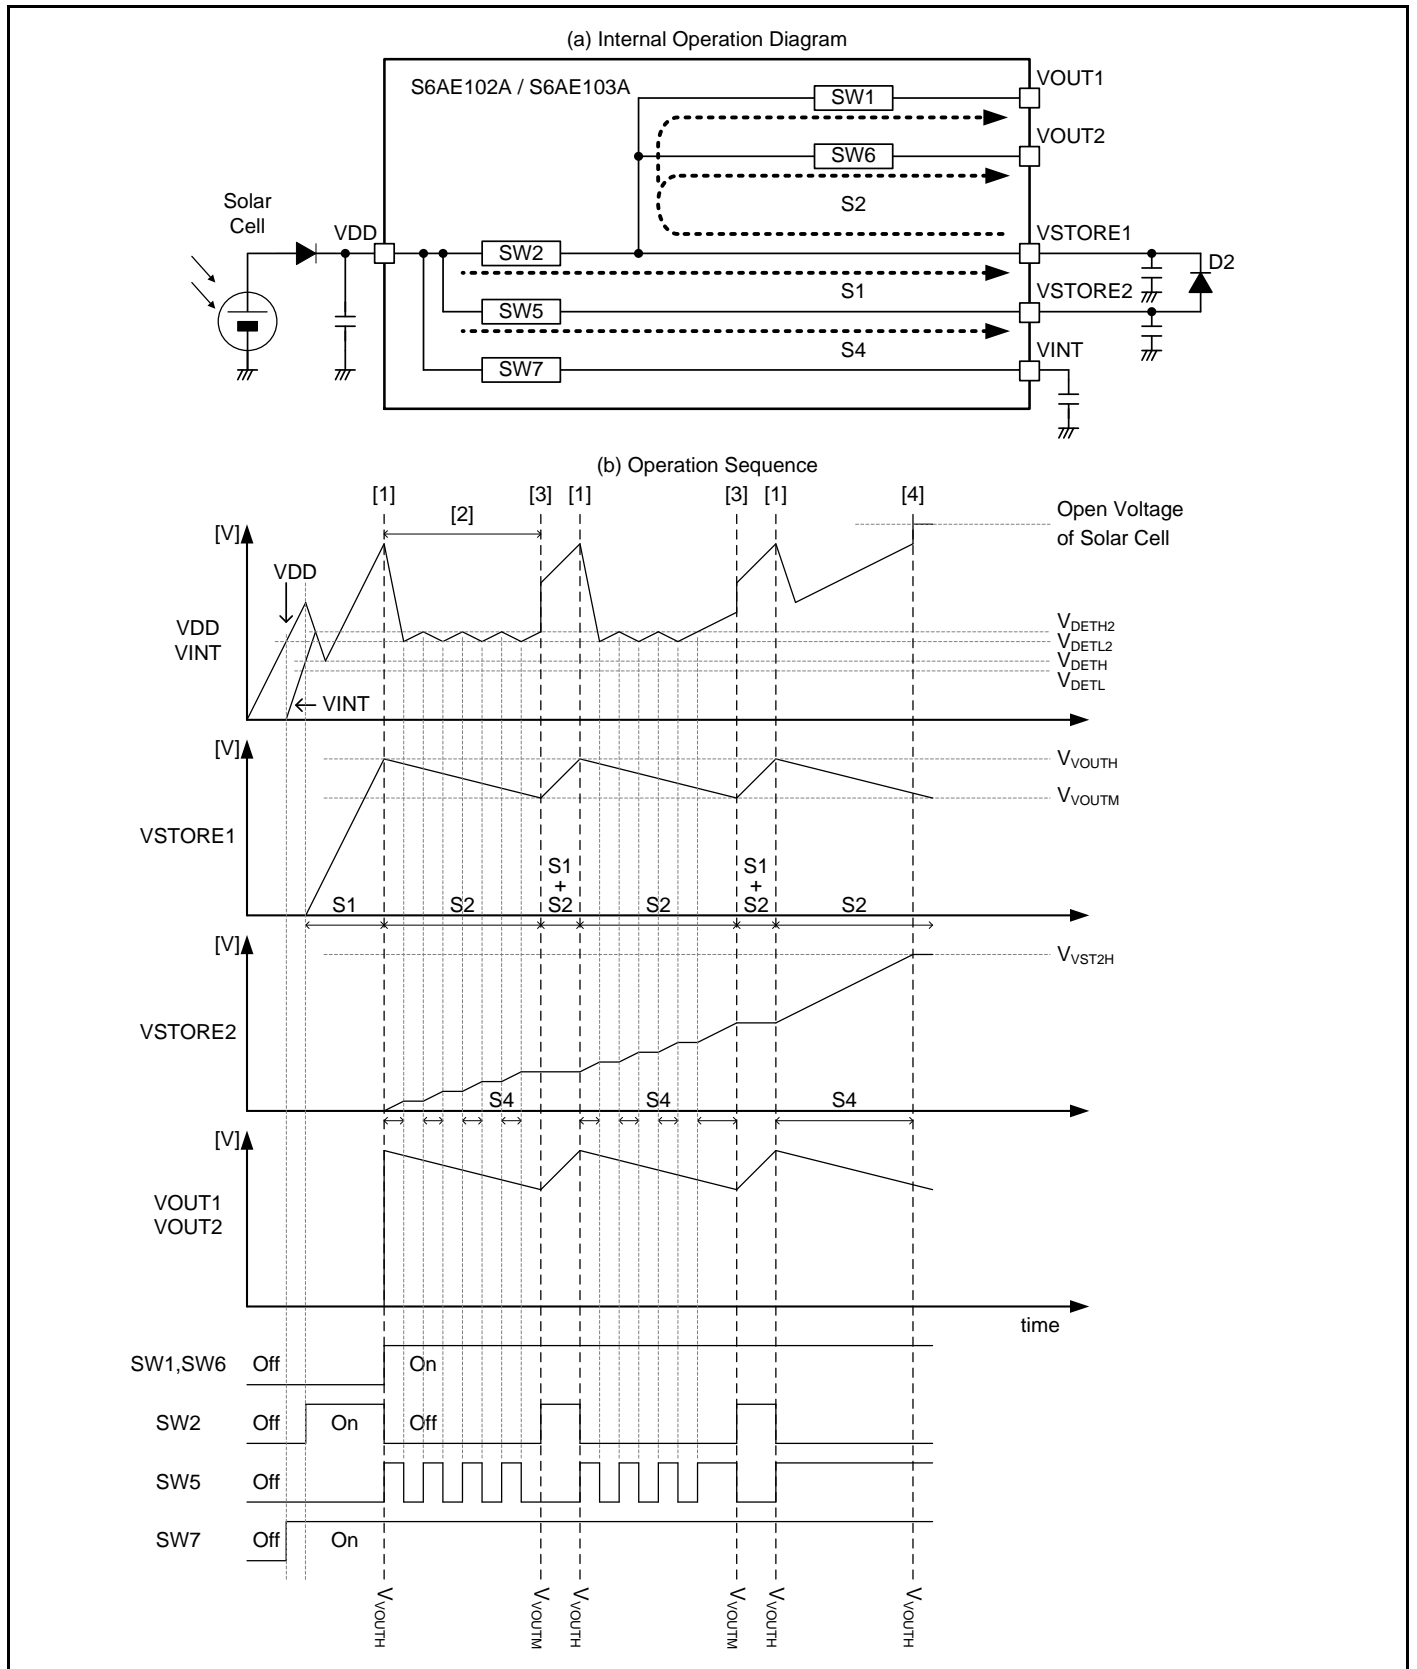 (a) Internal Operation Diagram
S6AE102A / S6AE103A
VOUT1
SW1
VOUT2
SW6
S2
Solar
Cell
VDD
VSTORE1
SW2
D2
S1
VSTORE2
SW5
S4
VINT
SW7
(b) Operation Sequence
[1] [3] [1] [3] [1] [4]
[2]
Open Voltage
of Solar Cell
[V]
VDD
VDD
VINT
VINT
VDETH2
VDETL2
VDETH
VDETL
[V]
VVOUTH
VVOUTM
VSTORE1
S1 S2 S1 + S2 S2 S1 + S2 S2
[V]
VVST2H
VSTORE2
S4 S4 S4
[V]
VOUT1
VOUT2
time
SW1,SW6 Off On
SW2 Off On Off
SW5 Off
SW7 Off On
VVOUTH VVOUTM VVOUTH VVOUTM VVOUTH VVOUTH